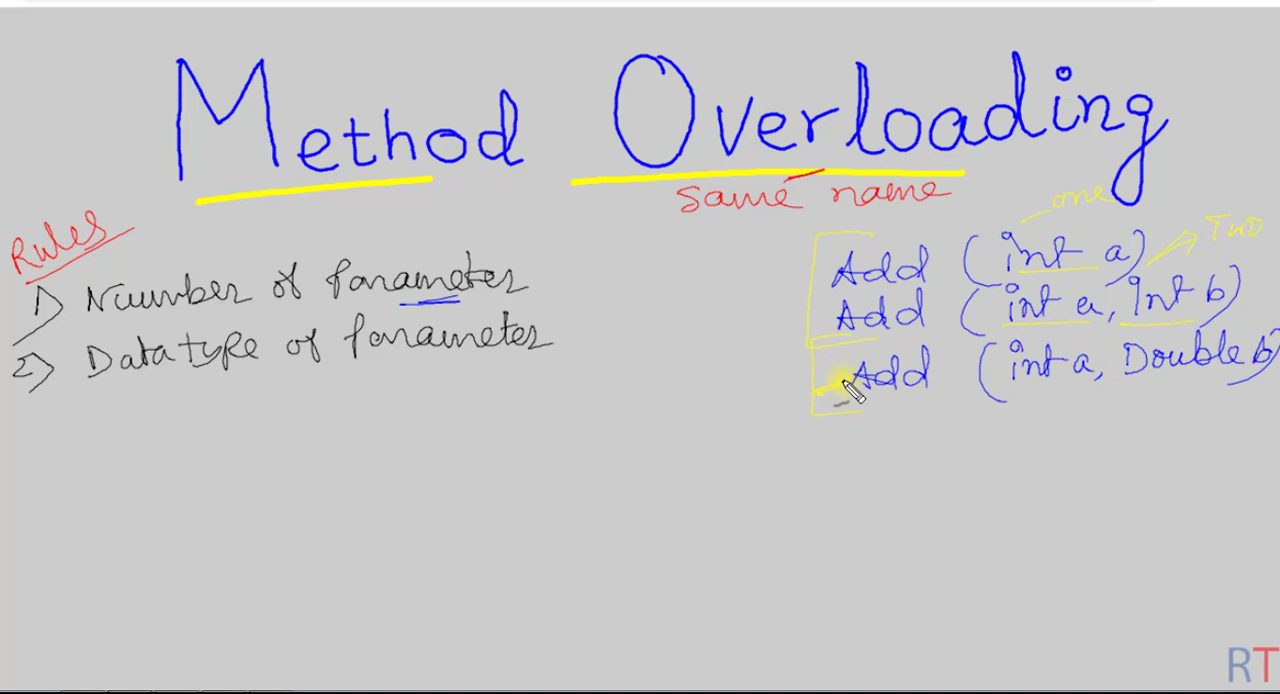 Method Overloading
same name
Rules
1) Number of Parameter
2) Datatype of Parameter
one
Add (int a)
Two
Add (int a, Int b)
Add (int a, Double b)
RT